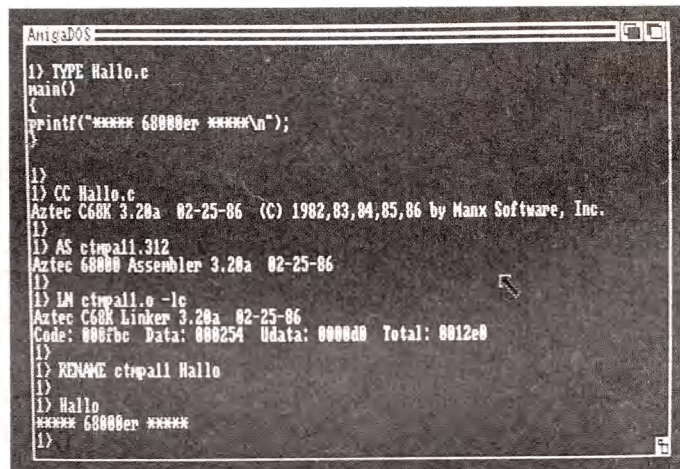 AmigaDOS
1> TYPE Hallo.c
main()
{
printf("***** 68000er *****\n");
}
1>
1> CC Hallo.c
Aztec C68K 3.20a 02-25-86 (C) 1982,83,84,85,86 by Manx Software, Inc.
1>
1> AS ctmpall.312
Aztec 68000 Assembler 3.20a 02-25-86
1>
1> LN ctmpall.o -lc
Aztec C68K Linker 3.20a 02-25-86
Code: 000fbc Data: 000254 Udata: 0000d0 Total: 0012e0
1>
1> RENAME ctmpall Hallo
1>
1> Hallo
***** 68000er *****
1>